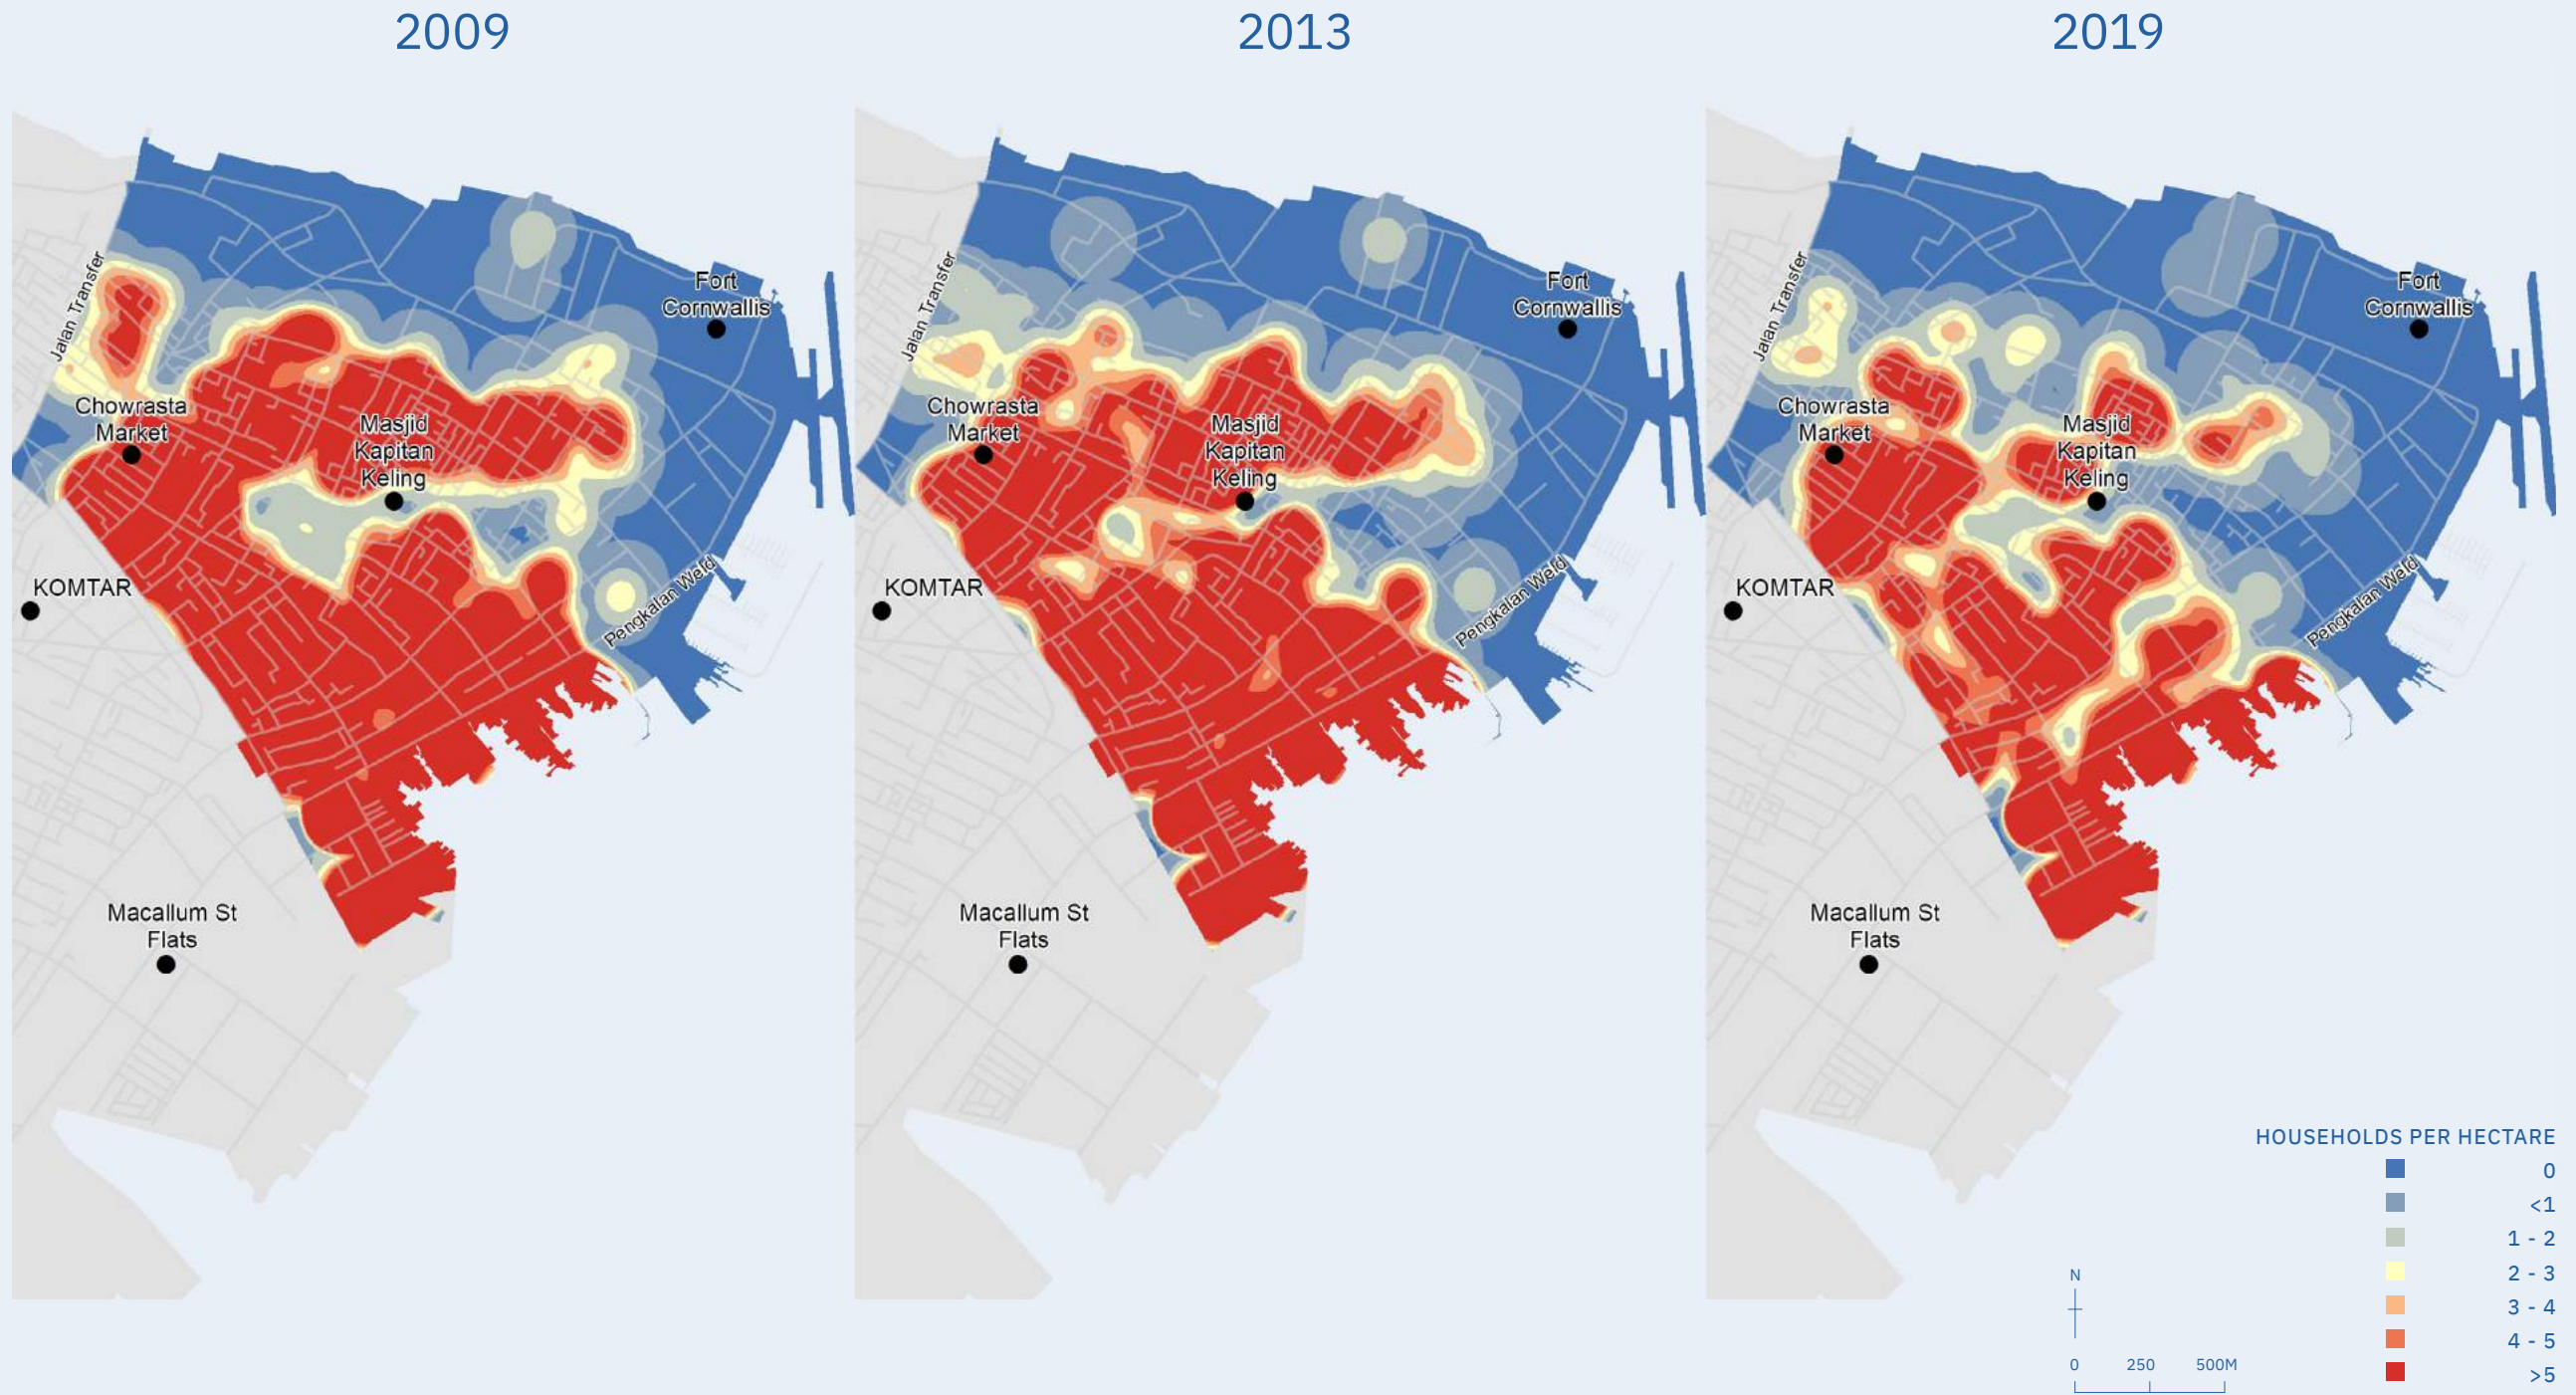 2009
Fort
Cornwallis
Jalan Transfer
Chowrasta
Market
Masjid
Kapitan
Keling
KOMTAR
Pengkalan Weld
Macallum St
Flats
2013
Fort
Cornwallis
Jalan Transfer
Chowrasta
Market
Masjid
Kapitan
Keling
KOMTAR
Pengkalan Weld
Macallum St
Flats
2019
Fort
Cornwallis
Jalan Transfer
Chowrasta
Market
Masjid
Kapitan
Keling
KOMTAR
Pengkalan Weld
Macallum St
Flats
HOUSEHOLDS PER HECTARE
0
<1
1 - 2
2 - 3
3 - 4
4 - 5
>5
N
0 250 500M